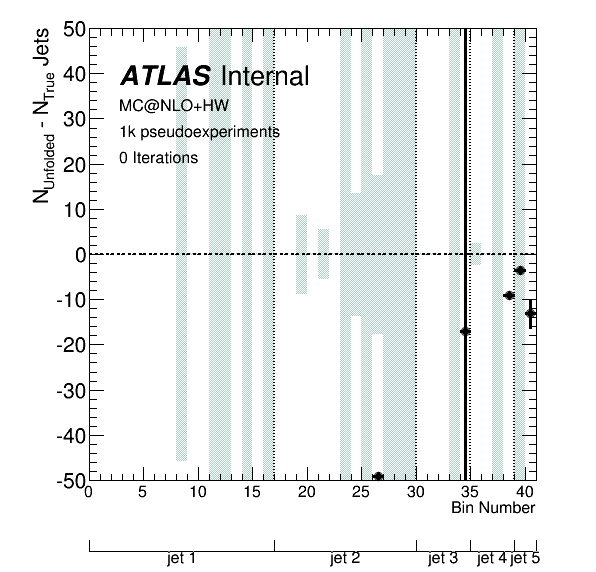 N_Unfolded - N_True Jets
50
40
30
20
10
0
-10
-20
-30
-40
-50
ATLAS Internal
MC@NLO+HW
1k pseudoexperiments
0 Iterations
0 5 10 15 20 25 30 35 40
Bin Number
jet 1 jet 2 jet 3 jet 4 jet 5